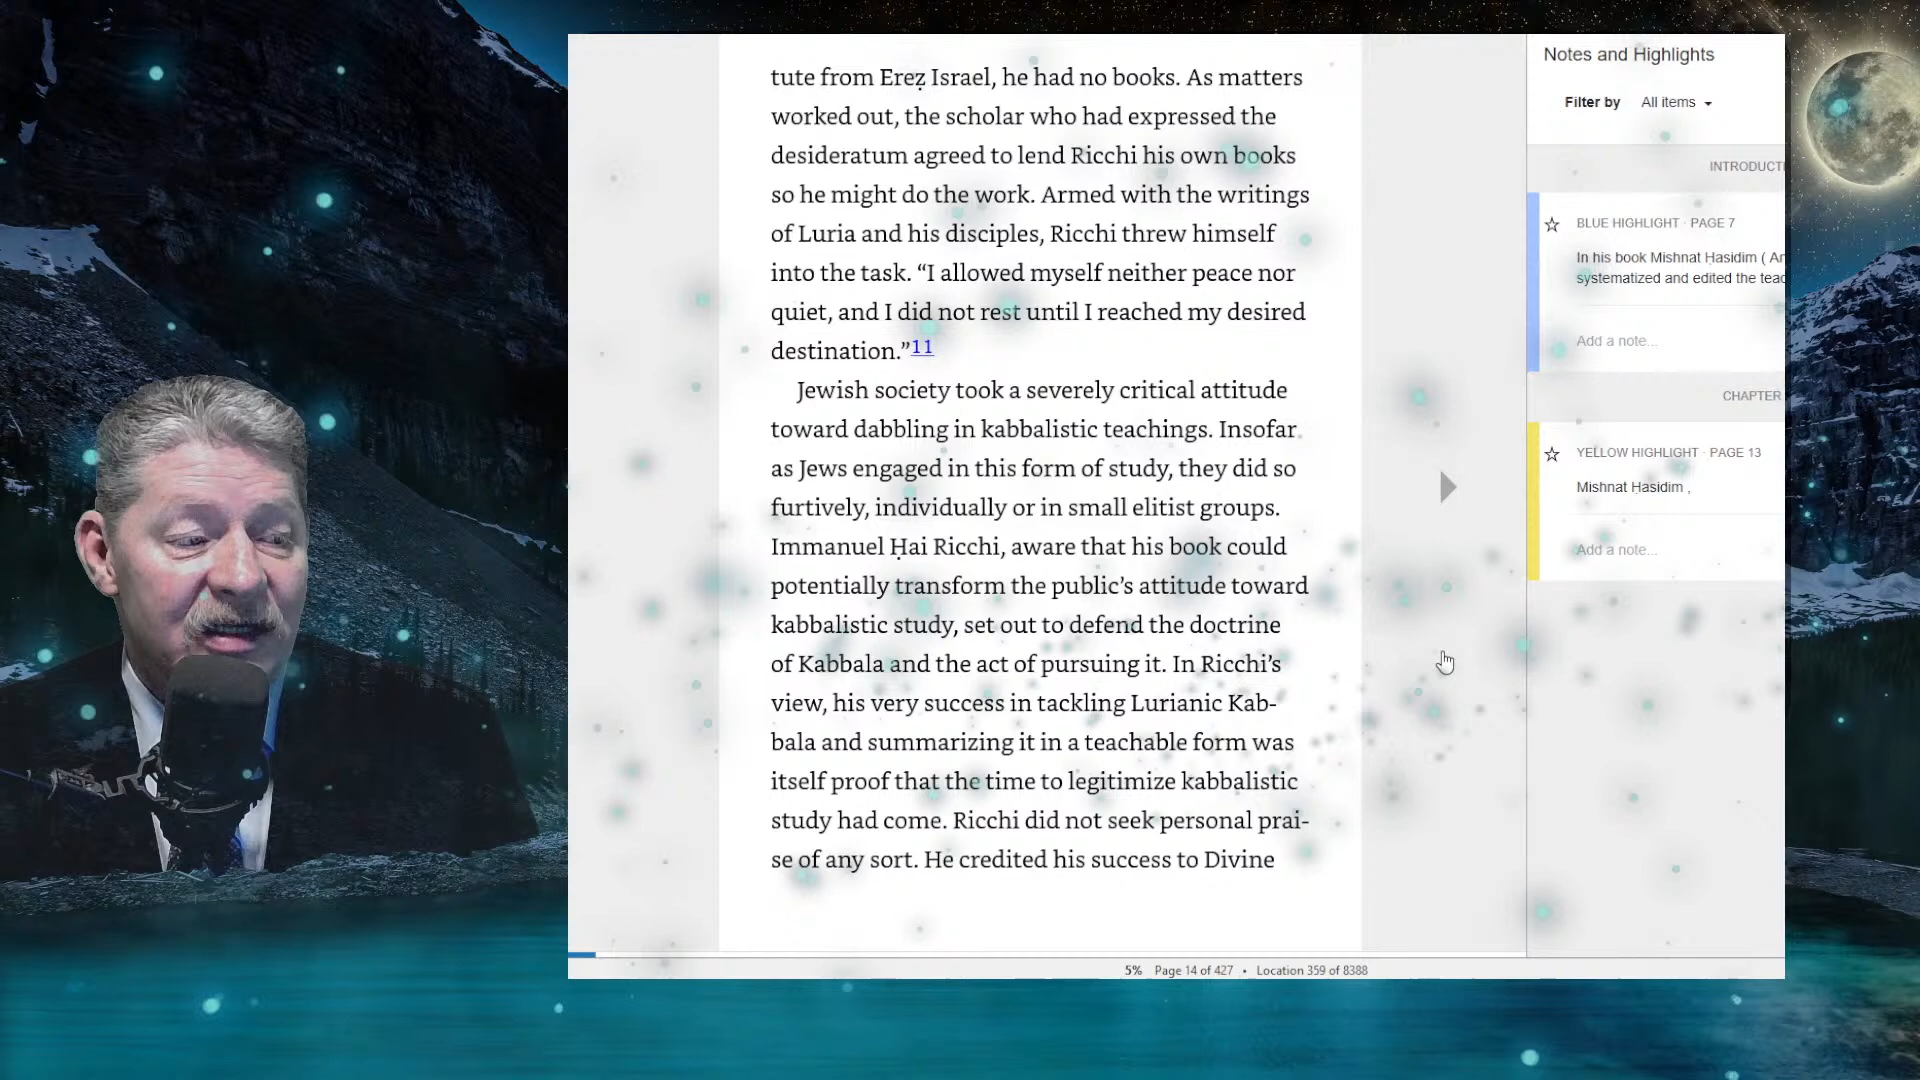 tute from Ereẓ Israel, he had no books. As matters
worked out, the scholar who had expressed the
desideratum agreed to lend Ricchi his own books
so he might do the work. Armed with the writings
of Luria and his disciples, Ricchi threw himself
into the task. “I allowed myself neither peace nor
quiet, and I did not rest until I reached my desired
destination.”11
Jewish society took a severely critical attitude
toward dabbling in kabbalistic teachings. Insofar
as Jews engaged in this form of study, they did so
furtively, individually or in small elitist groups.
Immanuel Ḥai Ricchi, aware that his book could
potentially transform the public’s attitude toward
kabbalistic study, set out to defend the doctrine
of Kabbala and the act of pursuing it. In Ricchi’s
view, his very success in tackling Lurianic Kab-
bala and summarizing it in a teachable form was
itself proof that the time to legitimize kabbalistic
study had come. Ricchi did not seek personal prai-
se of any sort. He credited his success to Divine
5% Page 14 of 427 • Location 359 of 8388
Notes and Highlights
Filter by All items
INTRODUCTI
BLUE HIGHLIGHT · PAGE 7
In his book Mishnat Ḥasidim ( Ar
systematized and edited the teac
Add a note...
CHAPTER
YELLOW HIGHLIGHT · PAGE 13
Mishnat Ḥasidim ,
Add a note...